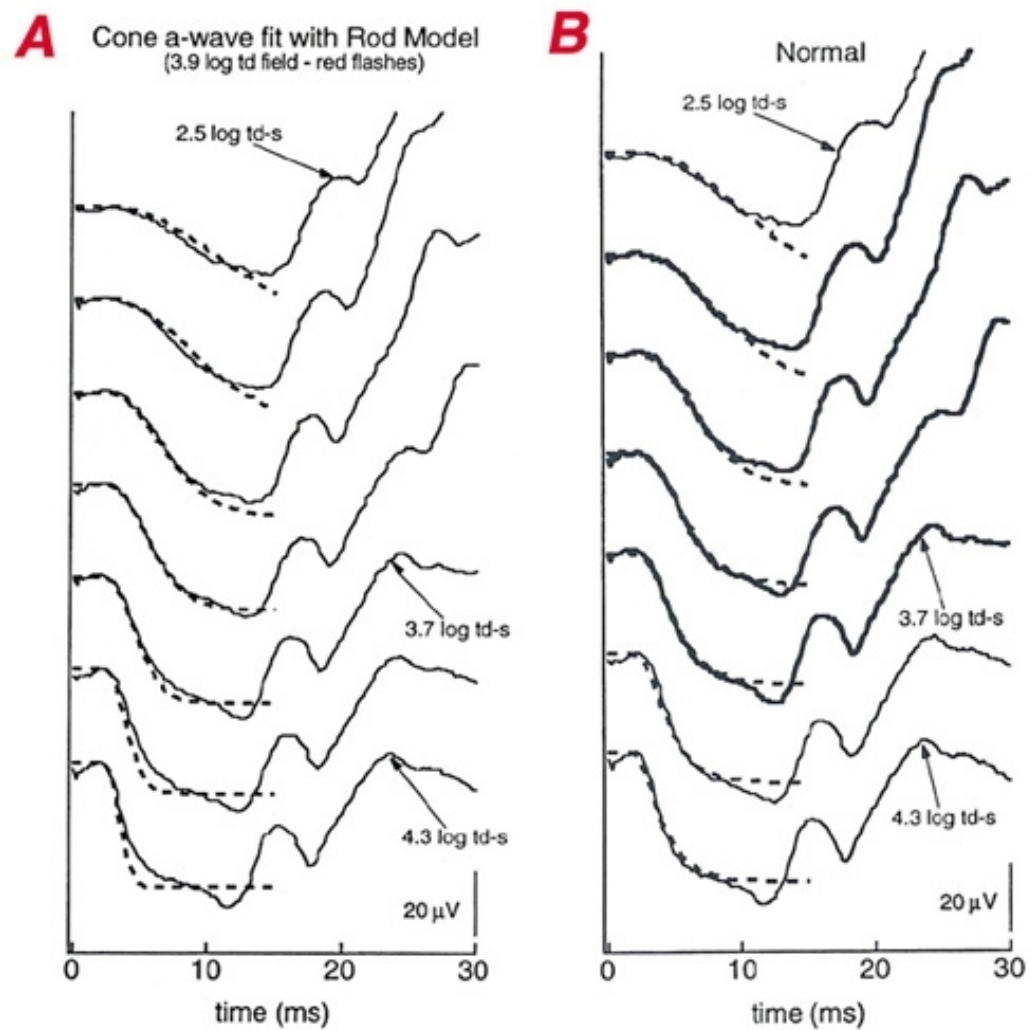 A
Cone a-wave fit with Rod Model
(3.9 log td field - red flashes)
2.5 log td-s
3.7 log td-s
4.3 log td-s
20 µV
0 10 20 30
time (ms)
B
Normal
2.5 log td-s
3.7 log td-s
4.3 log td-s
20 µV
0 10 20 30
time (ms)